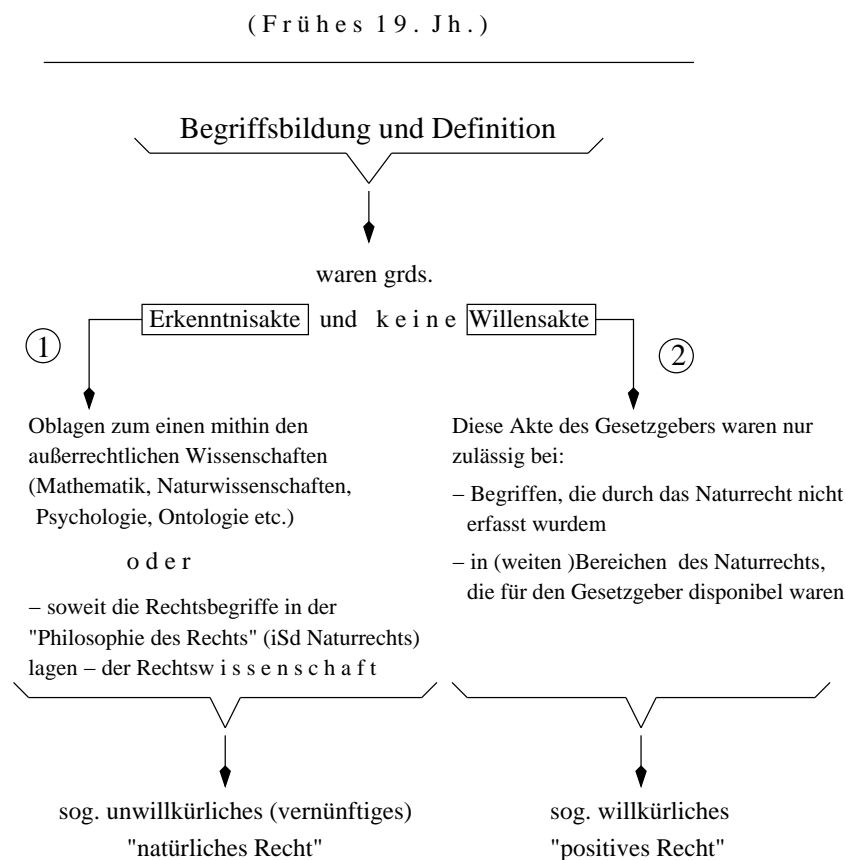 ( F r ü h e s 1 9 . J h . )
Begriffsbildung und Definition
waren grds.
Erkenntnisakte und k e i n e Willensakte
1
Oblagen zum einen mithin den
außerrechtlichen Wissenschaften
(Mathematik, Naturwissenschaften,
Psychologie, Ontologie etc.)
o d e r
– soweit die Rechtsbegriffe in der
"Philosophie des Rechts" (iSd Naturrechts)
lagen – der Rechtsw i s s e n s c h a f t
sog. unwillkürliches (vernünftiges)
"natürliches Recht"
2
Diese Akte des Gesetzgebers waren nur
zulässig bei:
– Begriffen, die durch das Naturrecht nicht
erfasst wurdem
– in (weiten )Bereichen des Naturrechts,
die für den Gesetzgeber disponibel waren
sog. willkürliches
"positives Recht"